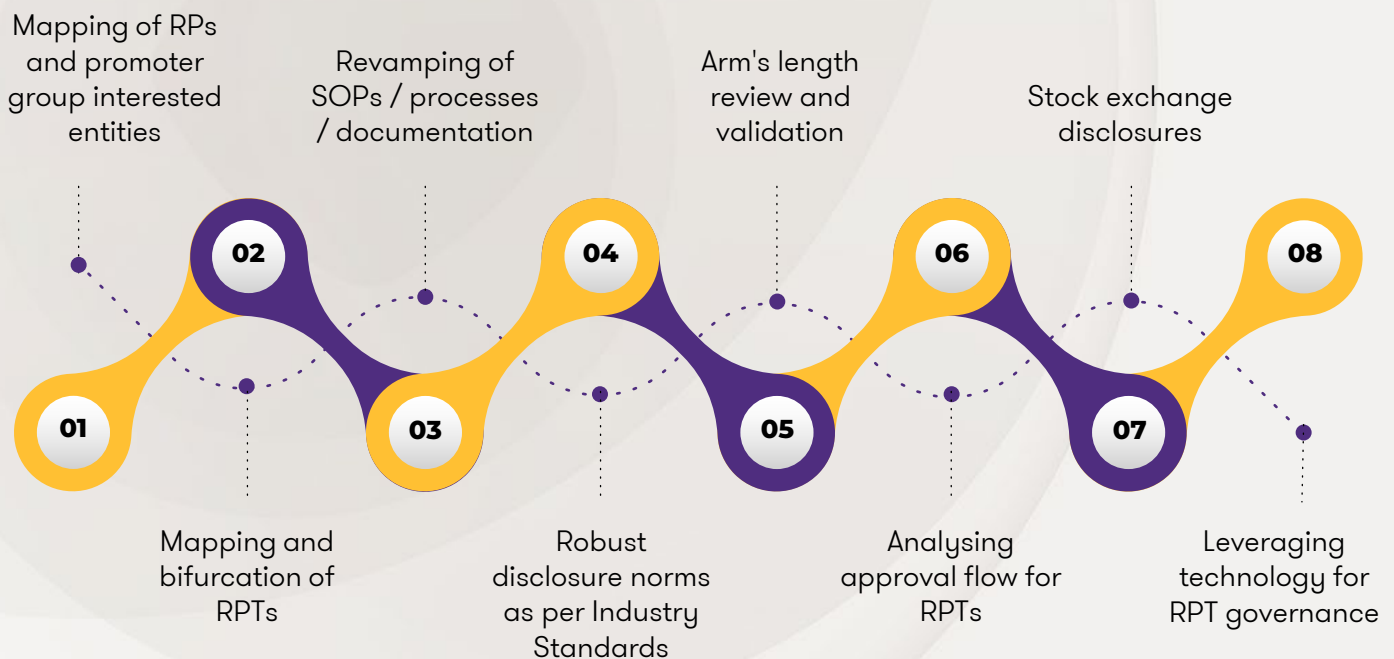 Mapping of RPs
and promoter
group interested
entities
Revamping of
SOPs / processes
/ documentation
Arm's length
review and
validation
Stock exchange
disclosures
02
04
06
08
01
03
05
07
Mapping and
bifurcation of
RPTs
Robust
disclosure norms
as per Industry
Standards
Analysing
approval flow for
RPTs
Leveraging
technology for
RPT governance